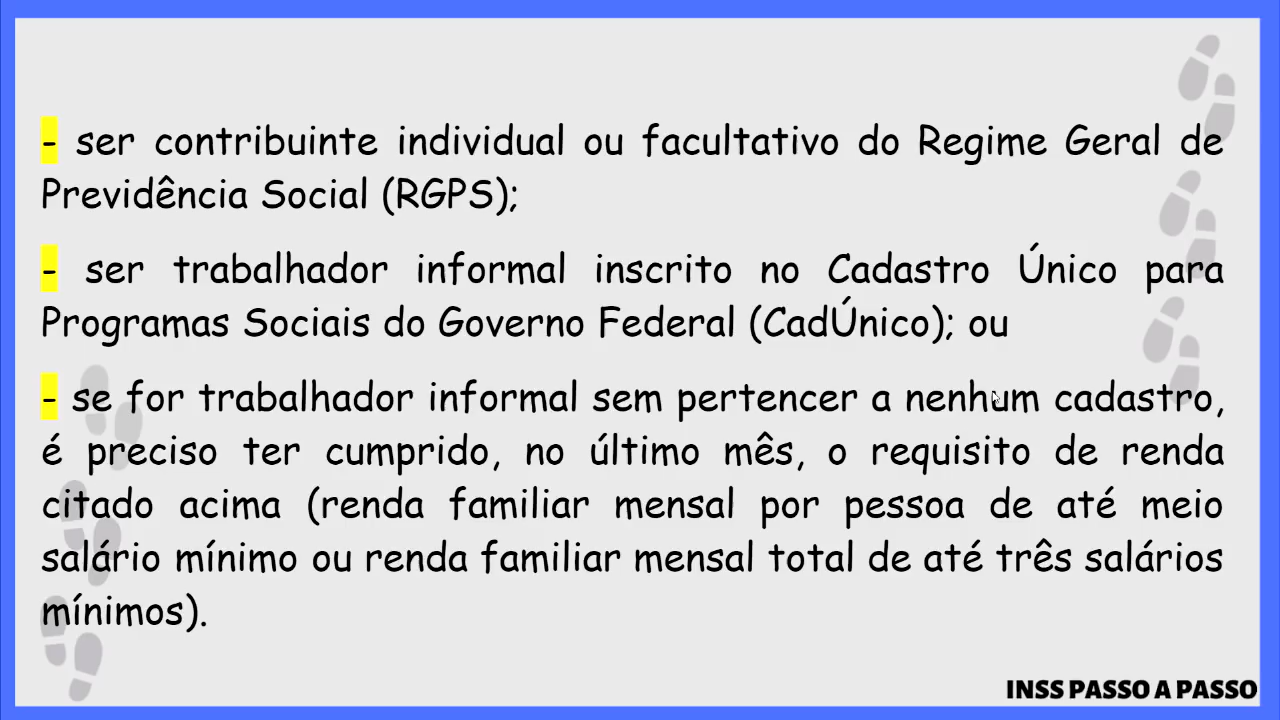 - ser contribuinte individual ou facultativo do Regime Geral de
Previdência Social (RGPS);
- ser trabalhador informal inscrito no Cadastro Único para
Programas Sociais do Governo Federal (CadÚnico); ou
- se for trabalhador informal sem pertencer a nenhum cadastro,
é preciso ter cumprido, no último mês, o requisito de renda
citado acima (renda familiar mensal por pessoa de até meio
salário mínimo ou renda familiar mensal total de até três salários
mínimos).
INSS PASSO A PASSO